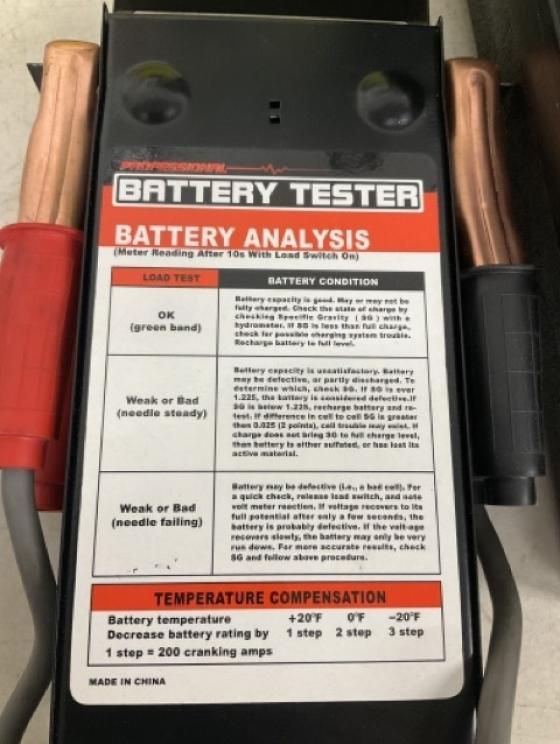 PROFESSIONAL
BATTERY TESTER
BATTERY ANALYSIS
(Meter Reading After 10s With Load Switch On)
LOAD TEST
BATTERY CONDITION
OK
(green band)
Battery capacity is good. May or may not be
fully charged. Check the state of charge by
checking Specific Gravity ( SG ) with a
hydrometer. If SG is less than full charge,
check for possible charging system trouble.
Recharge battery to full level.
Weak or Bad
(needle steady)
Battery capacity is unsatisfactory. Battery
may be defective, or partly discharged. To
determine which, check SG. If SG is over
1.225, the battery is considered defective.If
SG is below 1.225, recharge battery and re-
test. If difference in cell to cell SG is greater
then 0.025 (2 points), cell trouble may exist. If
charge does not bring SG to full charge level,
then battery is either sulfated, or has lost its
active material.
Weak or Bad
(needle failing)
Battery may be defective (i.e., a bad cell). For
a quick check, release load switch, and note
volt meter reaction. If voltage recovers to its
full potential after only a few seconds, the
battery is probably defective. If the volt-age
recovers slowly, the battery may only be very
run down. For more accurate results, check
SG and follow above procedure.
TEMPERATURE COMPENSATION
Battery temperature +20°F 0°F -20°F
Decrease battery rating by 1 step 2 step 3 step
1 step = 200 cranking amps
MADE IN CHINA